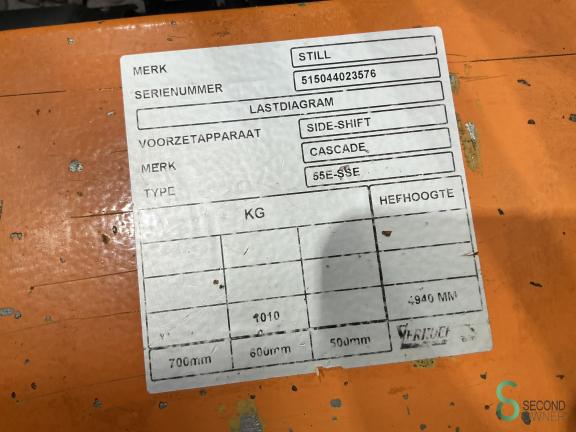 MERK STILL
SERIENUMMER 515044023576
LASTDIAGRAM
VOORZETAPPARAAT SIDE-SHIFT
MERK CASCADE
TYPE 55E-SSE
KG HEFHOOGTE
1010 4940 MM
700mm 600mm 500mm
SECOND
OWNER